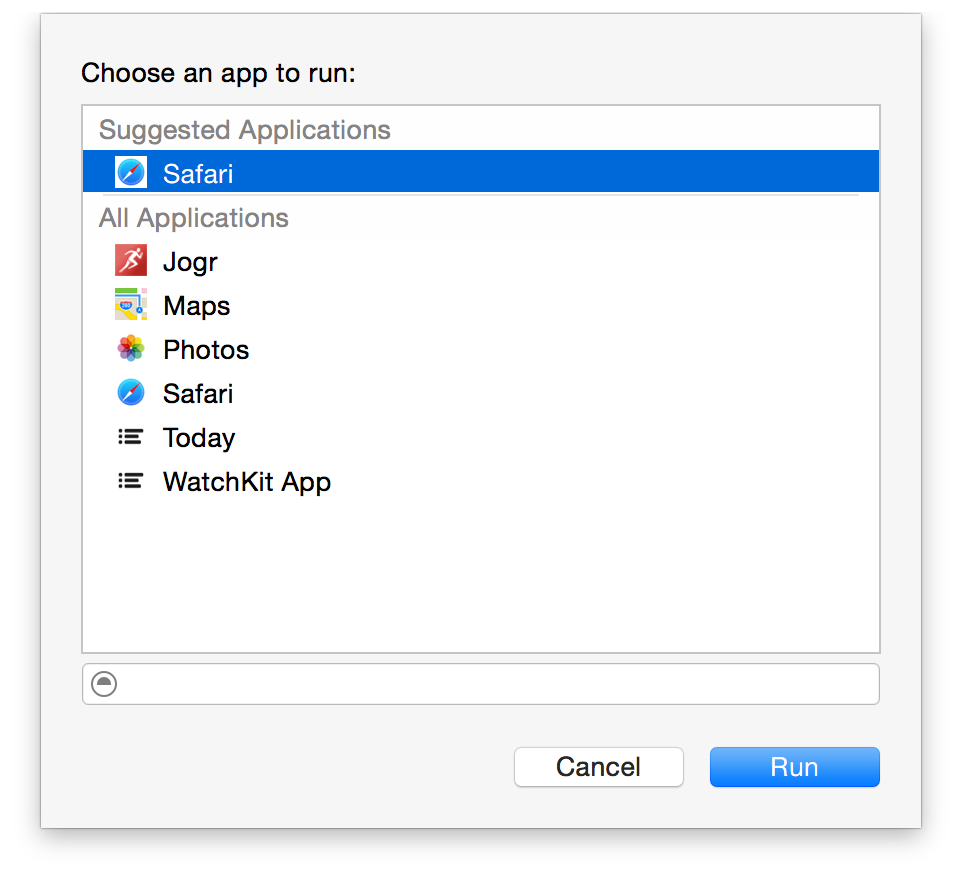 Choose an app to run:
Suggested Applications
Safari
All Applications
Jogr
Maps
Photos
Safari
Today
WatchKit App
Cancel
Run